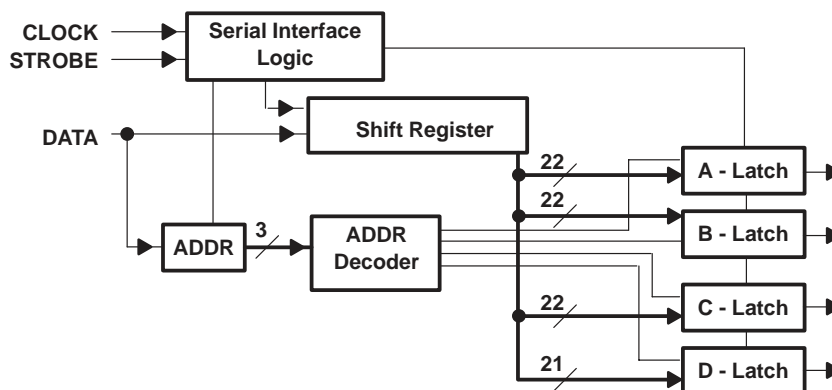 CLOCK
STROBE
Serial Interface
Logic
DATA
Shift Register
22
A - Latch
22
B - Latch
ADDR
3
ADDR
Decoder
22
C - Latch
21
D - Latch